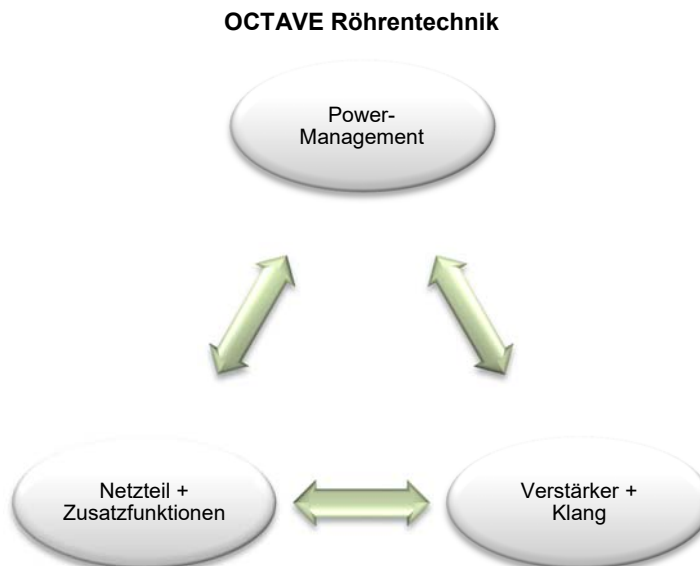 OCTAVE Röhrentechnik
Power-
Management
Netzteil +
Zusatzfunktionen
Verstärker +
Klang